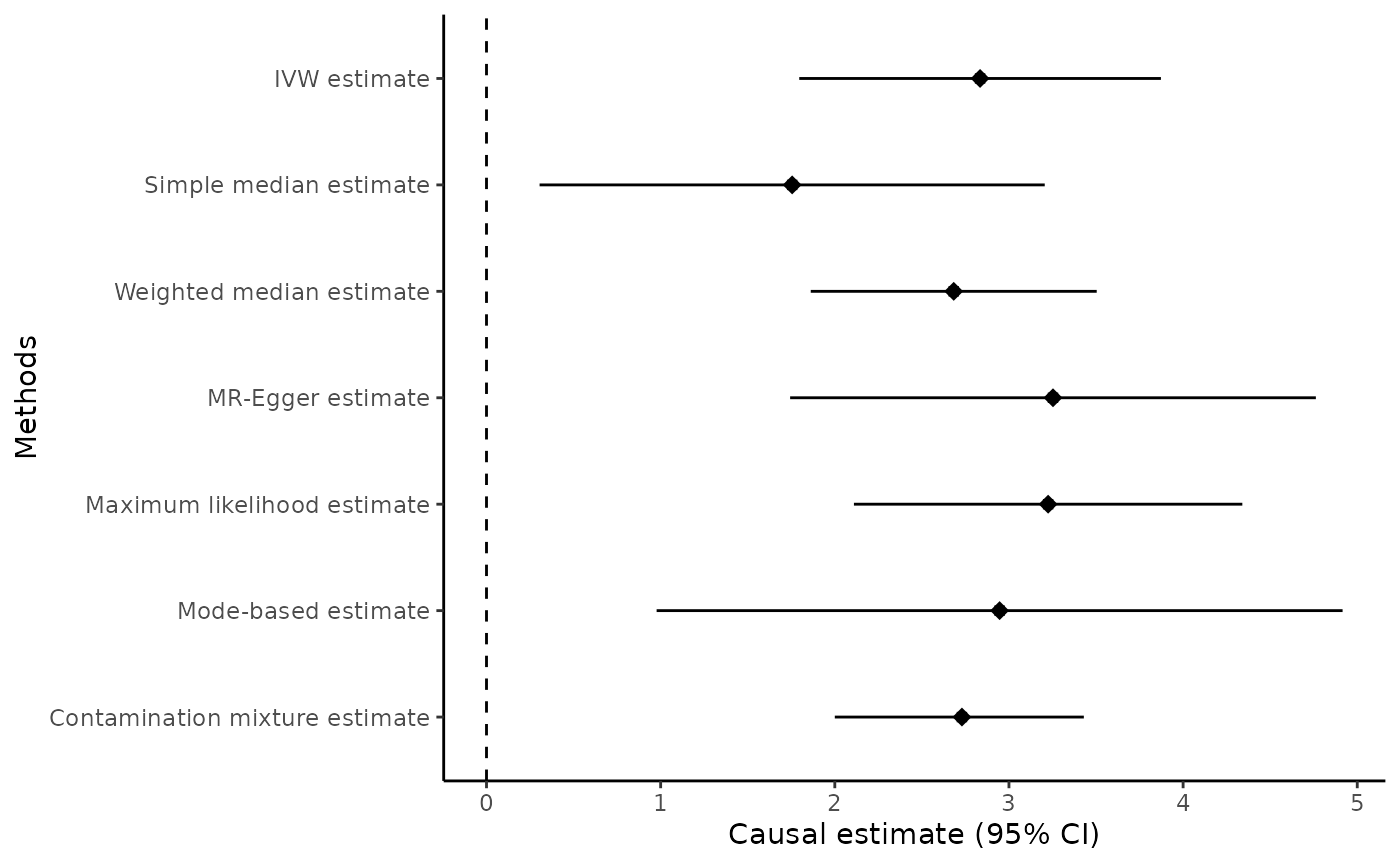 Methods
IVW estimate
Simple median estimate
Weighted median estimate
MR-Egger estimate
Maximum likelihood estimate
Mode-based estimate
Contamination mixture estimate
0 1 2 3 4 5
Causal estimate (95% CI)